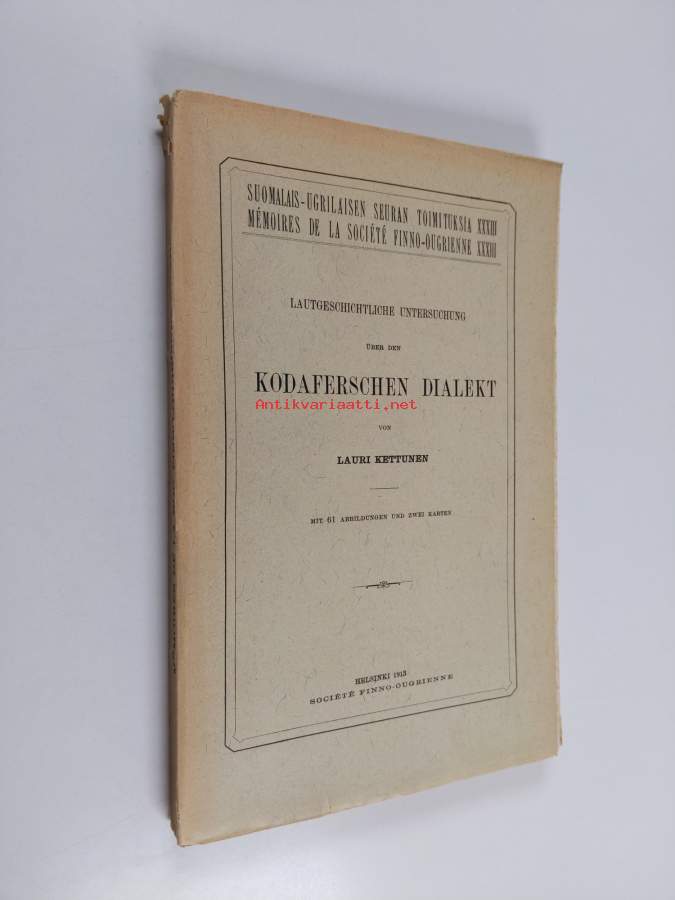 SUOMALAIS-UGRILAISEN SEURAN TOIMITUKSIA XXXIII
MÉMOIRES DE LA SOCIÉTÉ FINNO-OUGRIENNE XXXIII
LAUTGESCHICHTLICHE UNTERSUCHUNG
ÜBER DEN
KODAFERSCHEN DIALEKT
Antikvariaatti.net
VON
LAURI KETTUNEN
MIT 61 ABBILDUNGEN UND ZWEI KARTEN
HELSINKI 1913
SOCIÉTÉ FINNO-OUGRIENNE